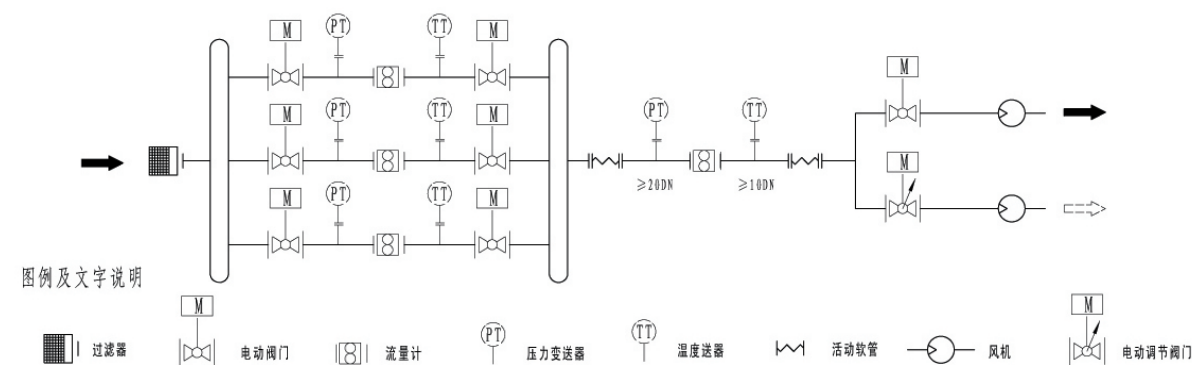 M PT TT M
M
M PT TT M PT TT
M
≥20DN ≥10DN
M PT TT M
图例及文字说明
M M
PT TT
过滤器 电动阀门 流量计 压力变送器 温度送器 活动软管 风机 电动调节阀门